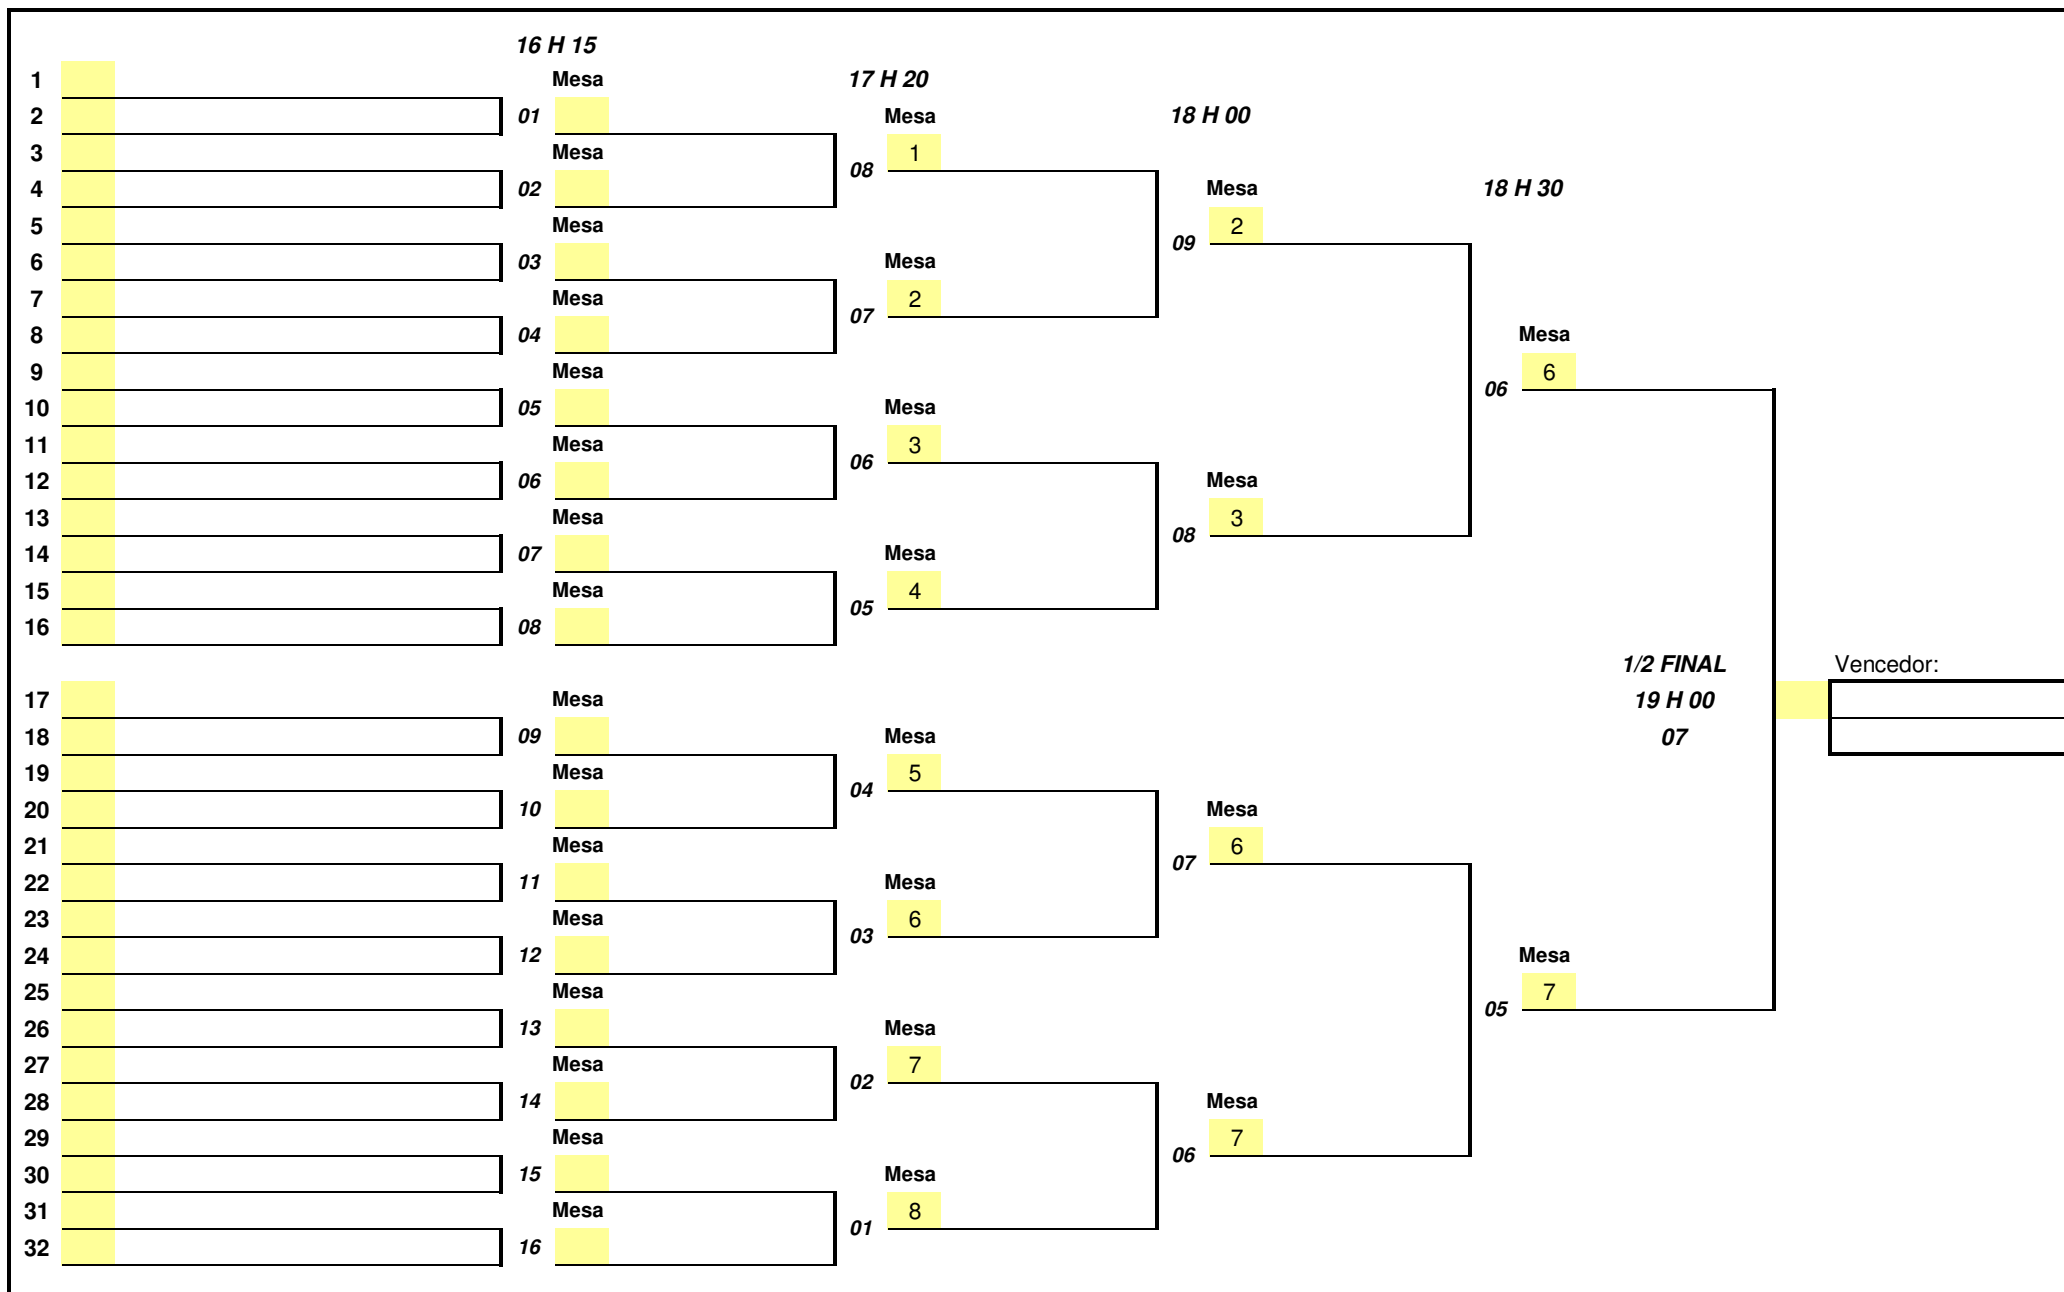 16 H 15
1 Mesa 17 H 20
2 01 Mesa 18 H 00
3 Mesa 1
4 02 08 Mesa 18 H 30
5 Mesa 2
6 03 Mesa 09
7 Mesa 2
8 04 07 Mesa
9 Mesa 6
10 05 Mesa 06
11 Mesa 3
12 06 06 Mesa
13 Mesa 3
14 07 Mesa 08
15 Mesa 4
16 08 05
1/2 FINAL Vencedor:
17 Mesa 19 H 00
18 09 Mesa 07
19 Mesa 5
20 10 04 Mesa
21 Mesa 6
22 11 Mesa 07
23 Mesa 6
24 12 03 Mesa
25 Mesa 7
26 13 Mesa 05
27 Mesa 7
28 14 02 Mesa
29 Mesa 7
30 15 Mesa 06
31 Mesa 8
32 16 01